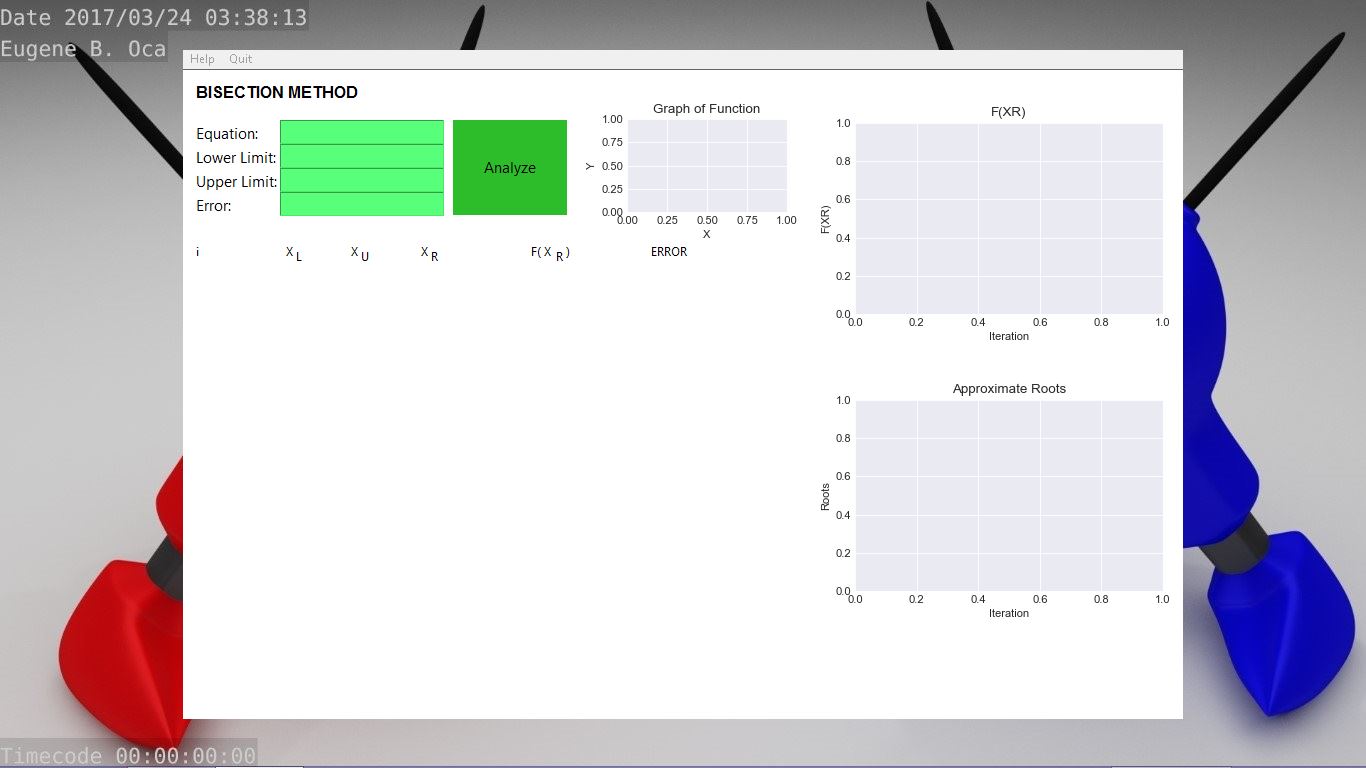 Date 2017/03/24 03:38:13
Eugene B. Oca
Help Quit
BISECTION METHOD
Equation:
Lower Limit:
Upper Limit:
Error:
Analyze
Graph of Function
1.00
0.75
0.50
0.25
0.00
Y
0.00 0.25 0.50 0.75 1.00
X
i X L X U X R F( X R ) ERROR
F(XR)
1.0
0.8
0.6
0.4
0.2
0.0
F(XR)
0.0 0.2 0.4 0.6 0.8 1.0
Iteration
Approximate Roots
1.0
0.8
0.6
0.4
0.2
0.0
Roots
0.0 0.2 0.4 0.6 0.8 1.0
Iteration
Timecode 00:00:00:00